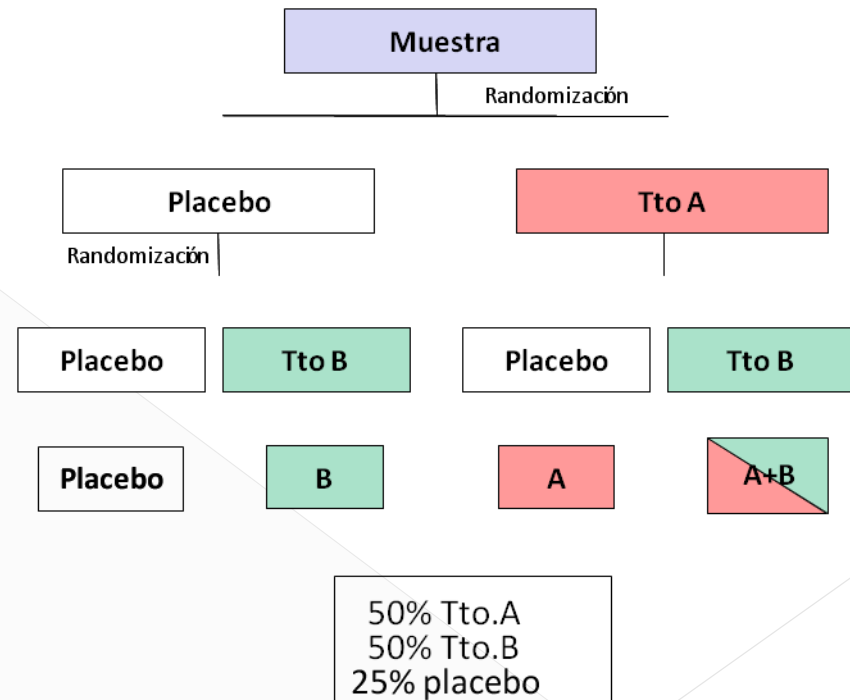 Muestra
Randomización
Placebo
Tto A
Randomización
Placebo
Tto B
Placebo
Tto B
Placebo
B
A
A+B
50% Tto.A
50% Tto.B
25% placebo